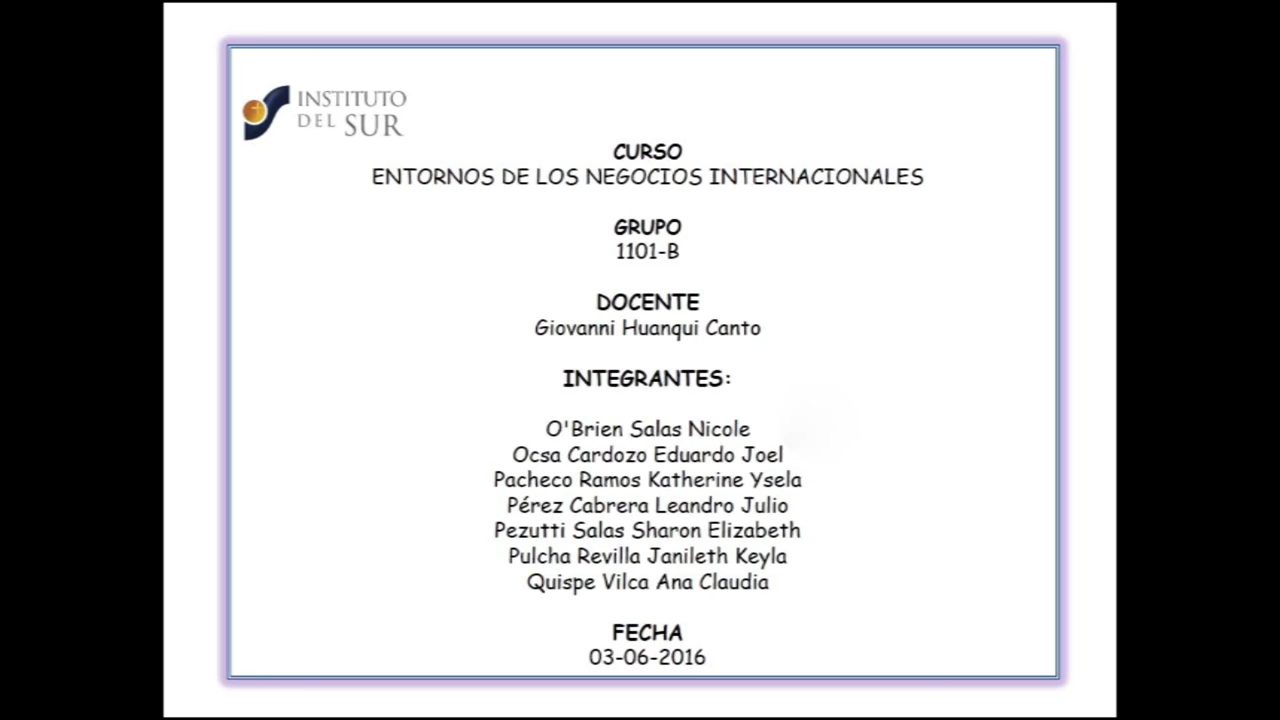 INSTITUTO
DEL SUR
CURSO
ENTORNOS DE LOS NEGOCIOS INTERNACIONALES
GRUPO
1101-B
DOCENTE
Giovanni Huanqui Canto
INTEGRANTES:
O'Brien Salas Nicole
Ocsa Cardozo Eduardo Joel
Pacheco Ramos Katherine Ysela
Pérez Cabrera Leandro Julio
Pezutti Salas Sharon Elizabeth
Pulcha Revilla Janileth Keyla
Quispe Vilca Ana Claudia
FECHA
03-06-2016